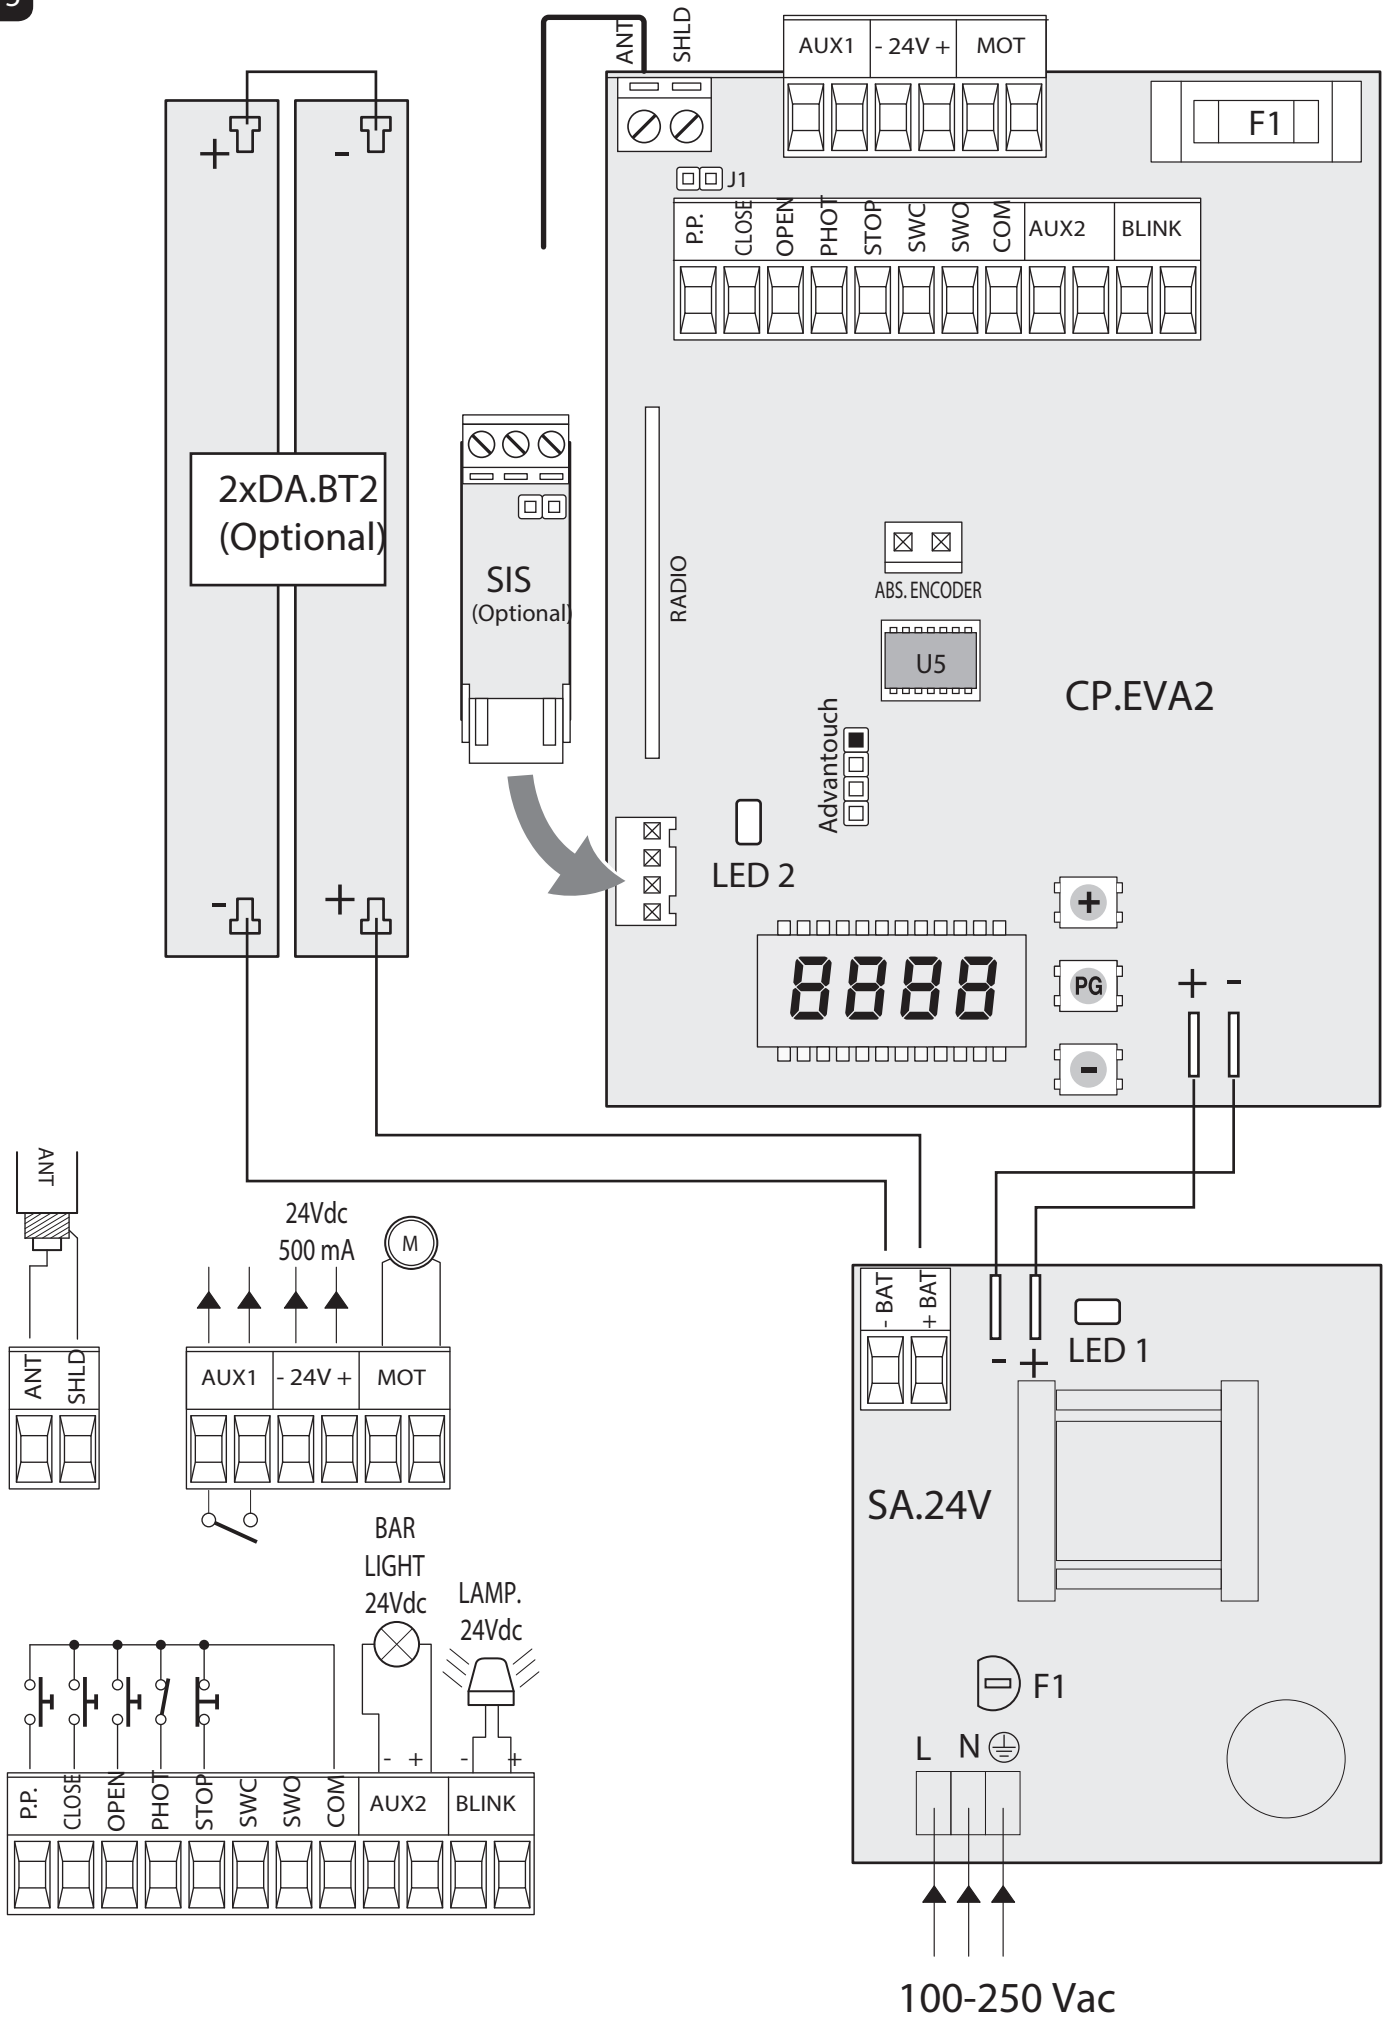 ANT
SHLD
AUX1
- 24V +
MOT
F1
+
-
J1
P.P.
CLOSE
OPEN
PHOT
STOP
SWC
SWO
COM
AUX2
BLINK
2xDA.BT2
(Optional)
SIS
(Optional)
RADIO
ABS. ENCODER
U5
CP.EVA2
Advantouch
LED 2
-
+
8888
+
PG
-
+ -
ANT
24Vdc
500 mA
M
ANT
SHLD
AUX1
- 24V +
MOT
- BAT
+ BAT
- +
LED 1
SA.24V
BAR
LIGHT
24Vdc
LAMP.
24Vdc
F1
L N
- +
- +
P.P.
CLOSE
OPEN
PHOT
STOP
SWC
SWO
COM
AUX2
BLINK
100-250 Vac